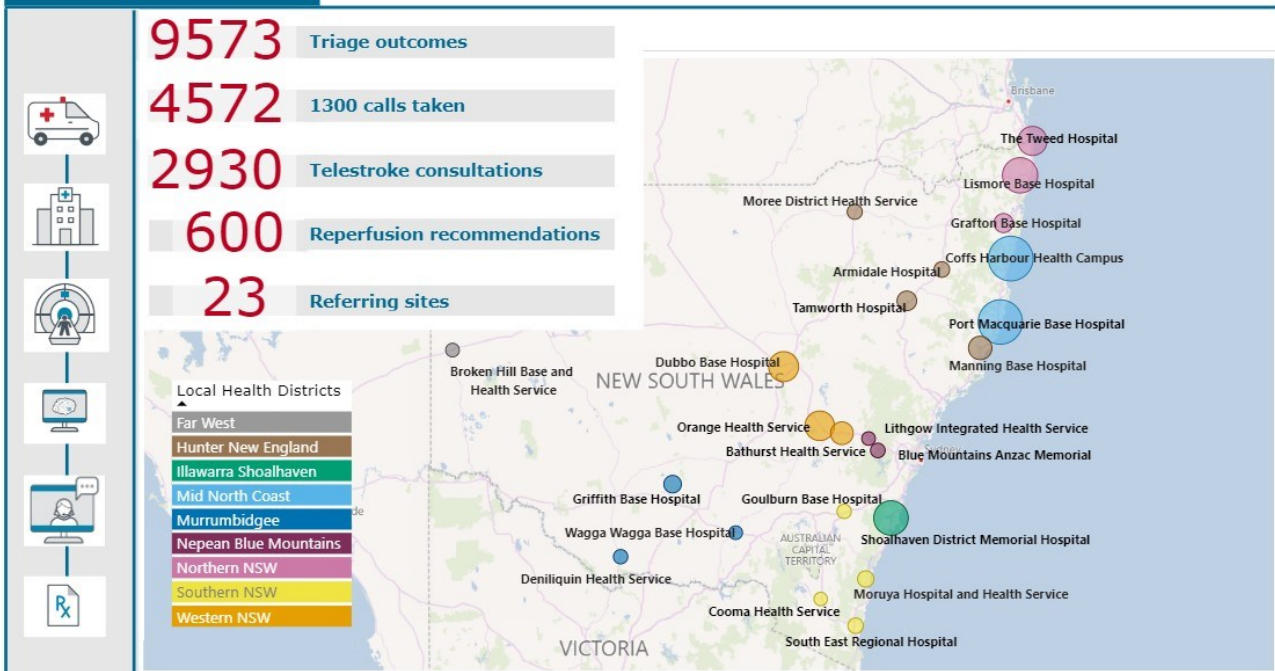 9573 Triage outcomes
4572 1300 calls taken
2930 Telestroke consultations
600 Reperfusion recommendations
23 Referring sites
Brisbane
The Tweed Hospital
Lismore Base Hospital
Moree District Health Service
Grafton Base Hospital
Coffs Harbour Health Campus
Armidale Hospital
Tamworth Hospital
Port Macquarie Base Hospital
Manning Base Hospital
Dubbo Base Hospital
Broken Hill Base and
Health Service
NEW SOUTH WALES
Local Health Districts
Far West
Hunter New England
Illawarra Shoalhaven
Mid North Coast
Murrumbidgee
Nepean Blue Mountains
Northern NSW
Southern NSW
Western NSW
Orange Health Service
Lithgow Integrated Health Service
Bathurst Health Service
Sydney
Blue Mountains Anzac Memorial
Griffith Base Hospital
Goulburn Base Hospital
de
Wagga Wagga Base Hospital
AUSTRALIAN
CAPITAL
TERRITORY
Shoalhaven District Memorial Hospital
Deniliquin Health Service
Moruya Hospital and Health Service
Cooma Health Service
South East Regional Hospital
VICTORIA
Rx